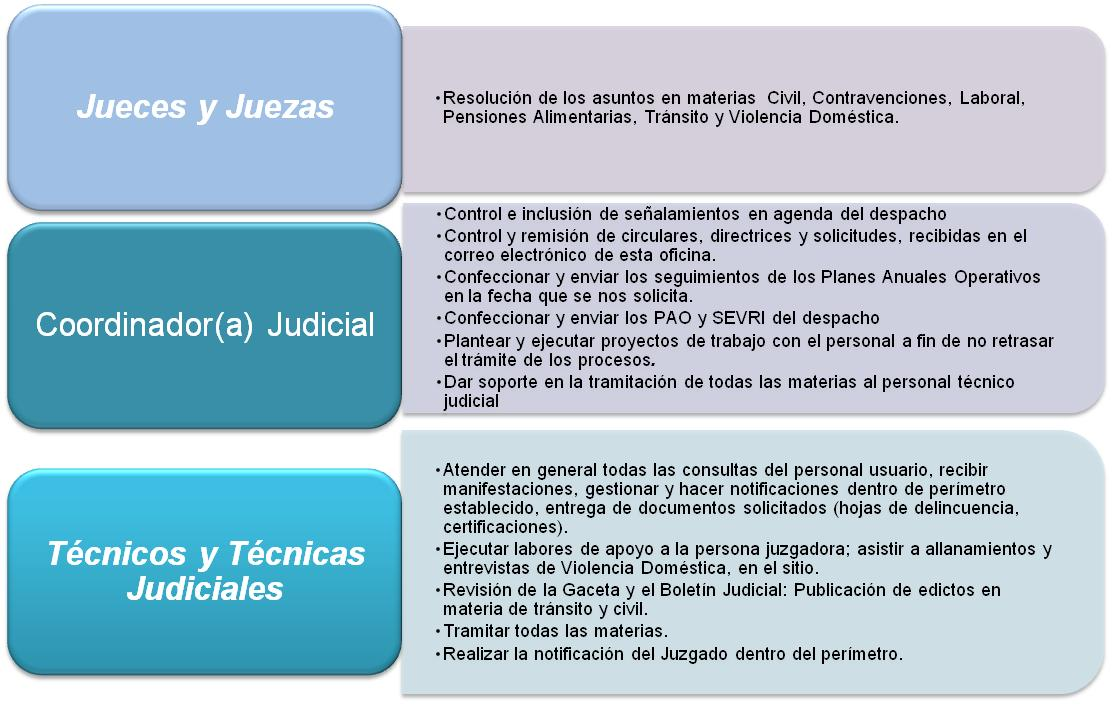 Jueces y Juezas
•Resolución de los asuntos en materias Civil, Contravenciones, Laboral,
Pensiones Alimentarias, Tránsito y Violencia Doméstica.
Coordinador(a) Judicial
•Control e inclusión de señalamientos en agenda del despacho
•Control y remisión de circulares, directrices y solicitudes, recibidas en el
correo electrónico de esta oficina.
•Confeccionar y enviar los seguimientos de los Planes Anuales Operativos
en la fecha que se nos solicita.
•Confeccionar y enviar los PAO y SEVRI del despacho
•Plantear y ejecutar proyectos de trabajo con el personal a fin de no retrasar
el trámite de los procesos.
•Dar soporte en la tramitación de todas las materias al personal técnico
judicial
Técnicos y Técnicas
Judiciales
•Atender en general todas las consultas del personal usuario, recibir
manifestaciones, gestionar y hacer notificaciones dentro de perímetro
establecido, entrega de documentos solicitados (hojas de delincuencia,
certificaciones).
•Ejecutar labores de apoyo a la persona juzgadora; asistir a allanamientos y
entrevistas de Violencia Doméstica, en el sitio.
•Revisión de la Gaceta y el Boletín Judicial: Publicación de edictos en
materia de tránsito y civil.
•Tramitar todas las materias.
•Realizar la notificación del Juzgado dentro del perímetro.